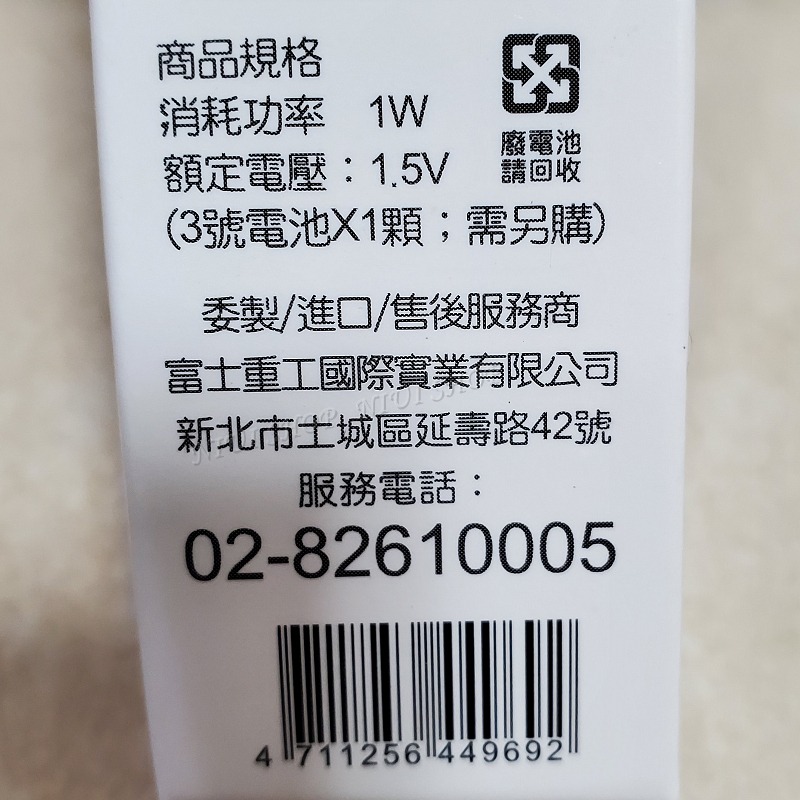 商品規格
消耗功率 1W
額定電壓：1.5V
(3號電池X1顆；需另購)
廢電池
請回收
委製/進口/售後服務商
富士重工國際實業有限公司
新北市土城區延壽路42號
服務電話：
02-82610005
4 711256 449692